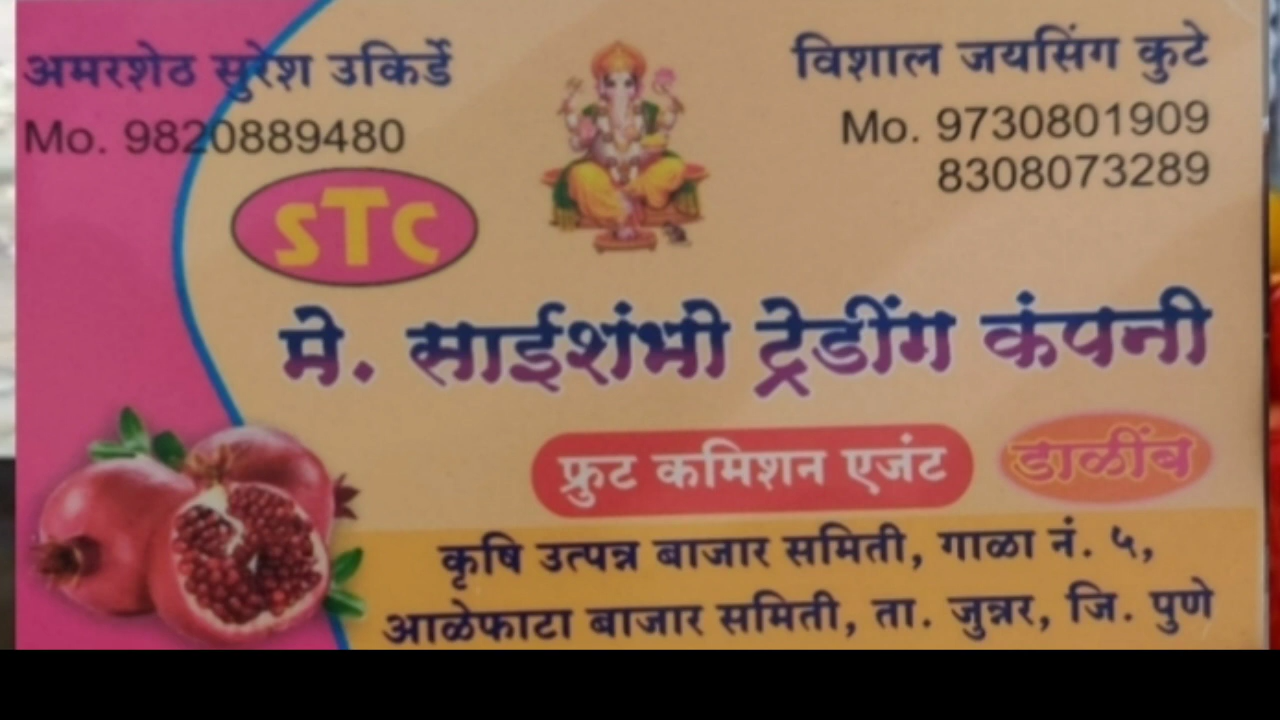 अमरशेठ सुरेश उकिर्डे
Mo. 9820889480
विशाल जयसिंग कुटे
Mo. 9730801909
8308073289
STC
मे. साईशंभो ट्रेडींग कंपनी
फ्रुट कमिशन एजंट
डाळींब
कृषि उत्पन्न बाजार समिती, गाळा नं. ५,
आळेफाटा बाजार समिती, ता. जुन्नर, जि. पुणे